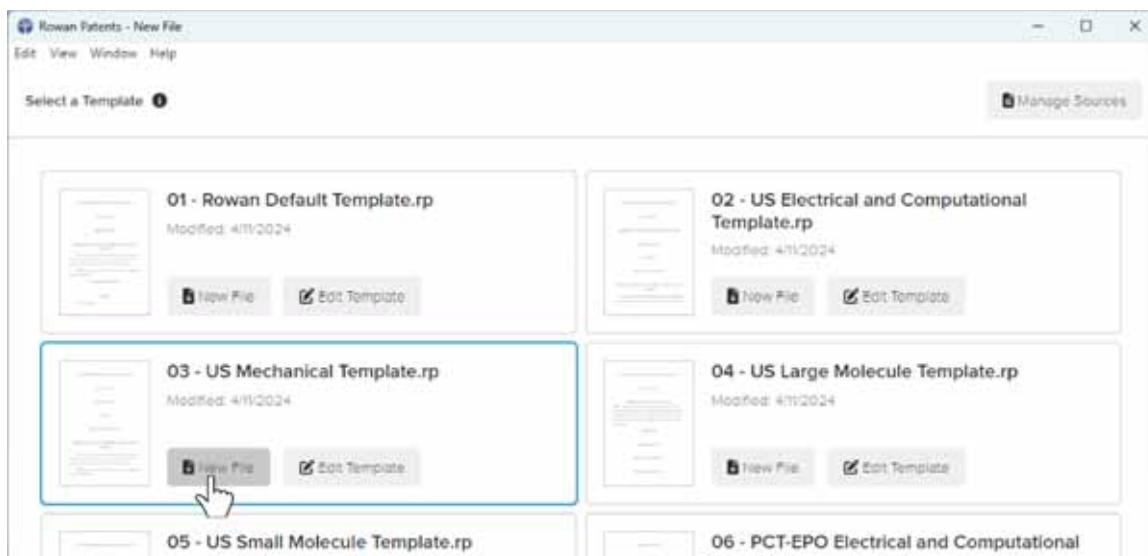 Rowan Patents - New File
Edit View Window Help
Select a Template
Manage Sources
01 - Rowan Default Template.rp
Modified: 4/11/2024
New File Edit Template
02 - US Electrical and Computational
Template.rp
Modified: 4/11/2024
New File Edit Template
03 - US Mechanical Template.rp
Modified: 4/11/2024
New File Edit Template
04 - US Large Molecule Template.rp
Modified: 4/11/2024
New File Edit Template
05 - US Small Molecule Template.rp
06 - PCT-EPO Electrical and Computational